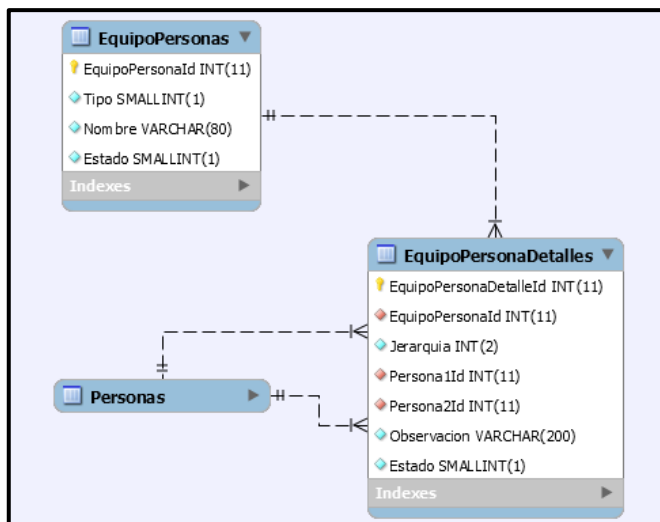 EquipoPersonas
EquipoPersonaId INT(11)
Tipo SMALLINT(1)
Nombre VARCHAR(80)
Estado SMALLINT(1)
Indexes
EquipoPersonaDetalles
EquipoPersonaDetalleId INT(11)
EquipoPersonaId INT(11)
Jerarquia INT(2)
Persona1Id INT(11)
Persona2Id INT(11)
Observacion VARCHAR(200)
Estado SMALLINT(1)
Indexes
Personas